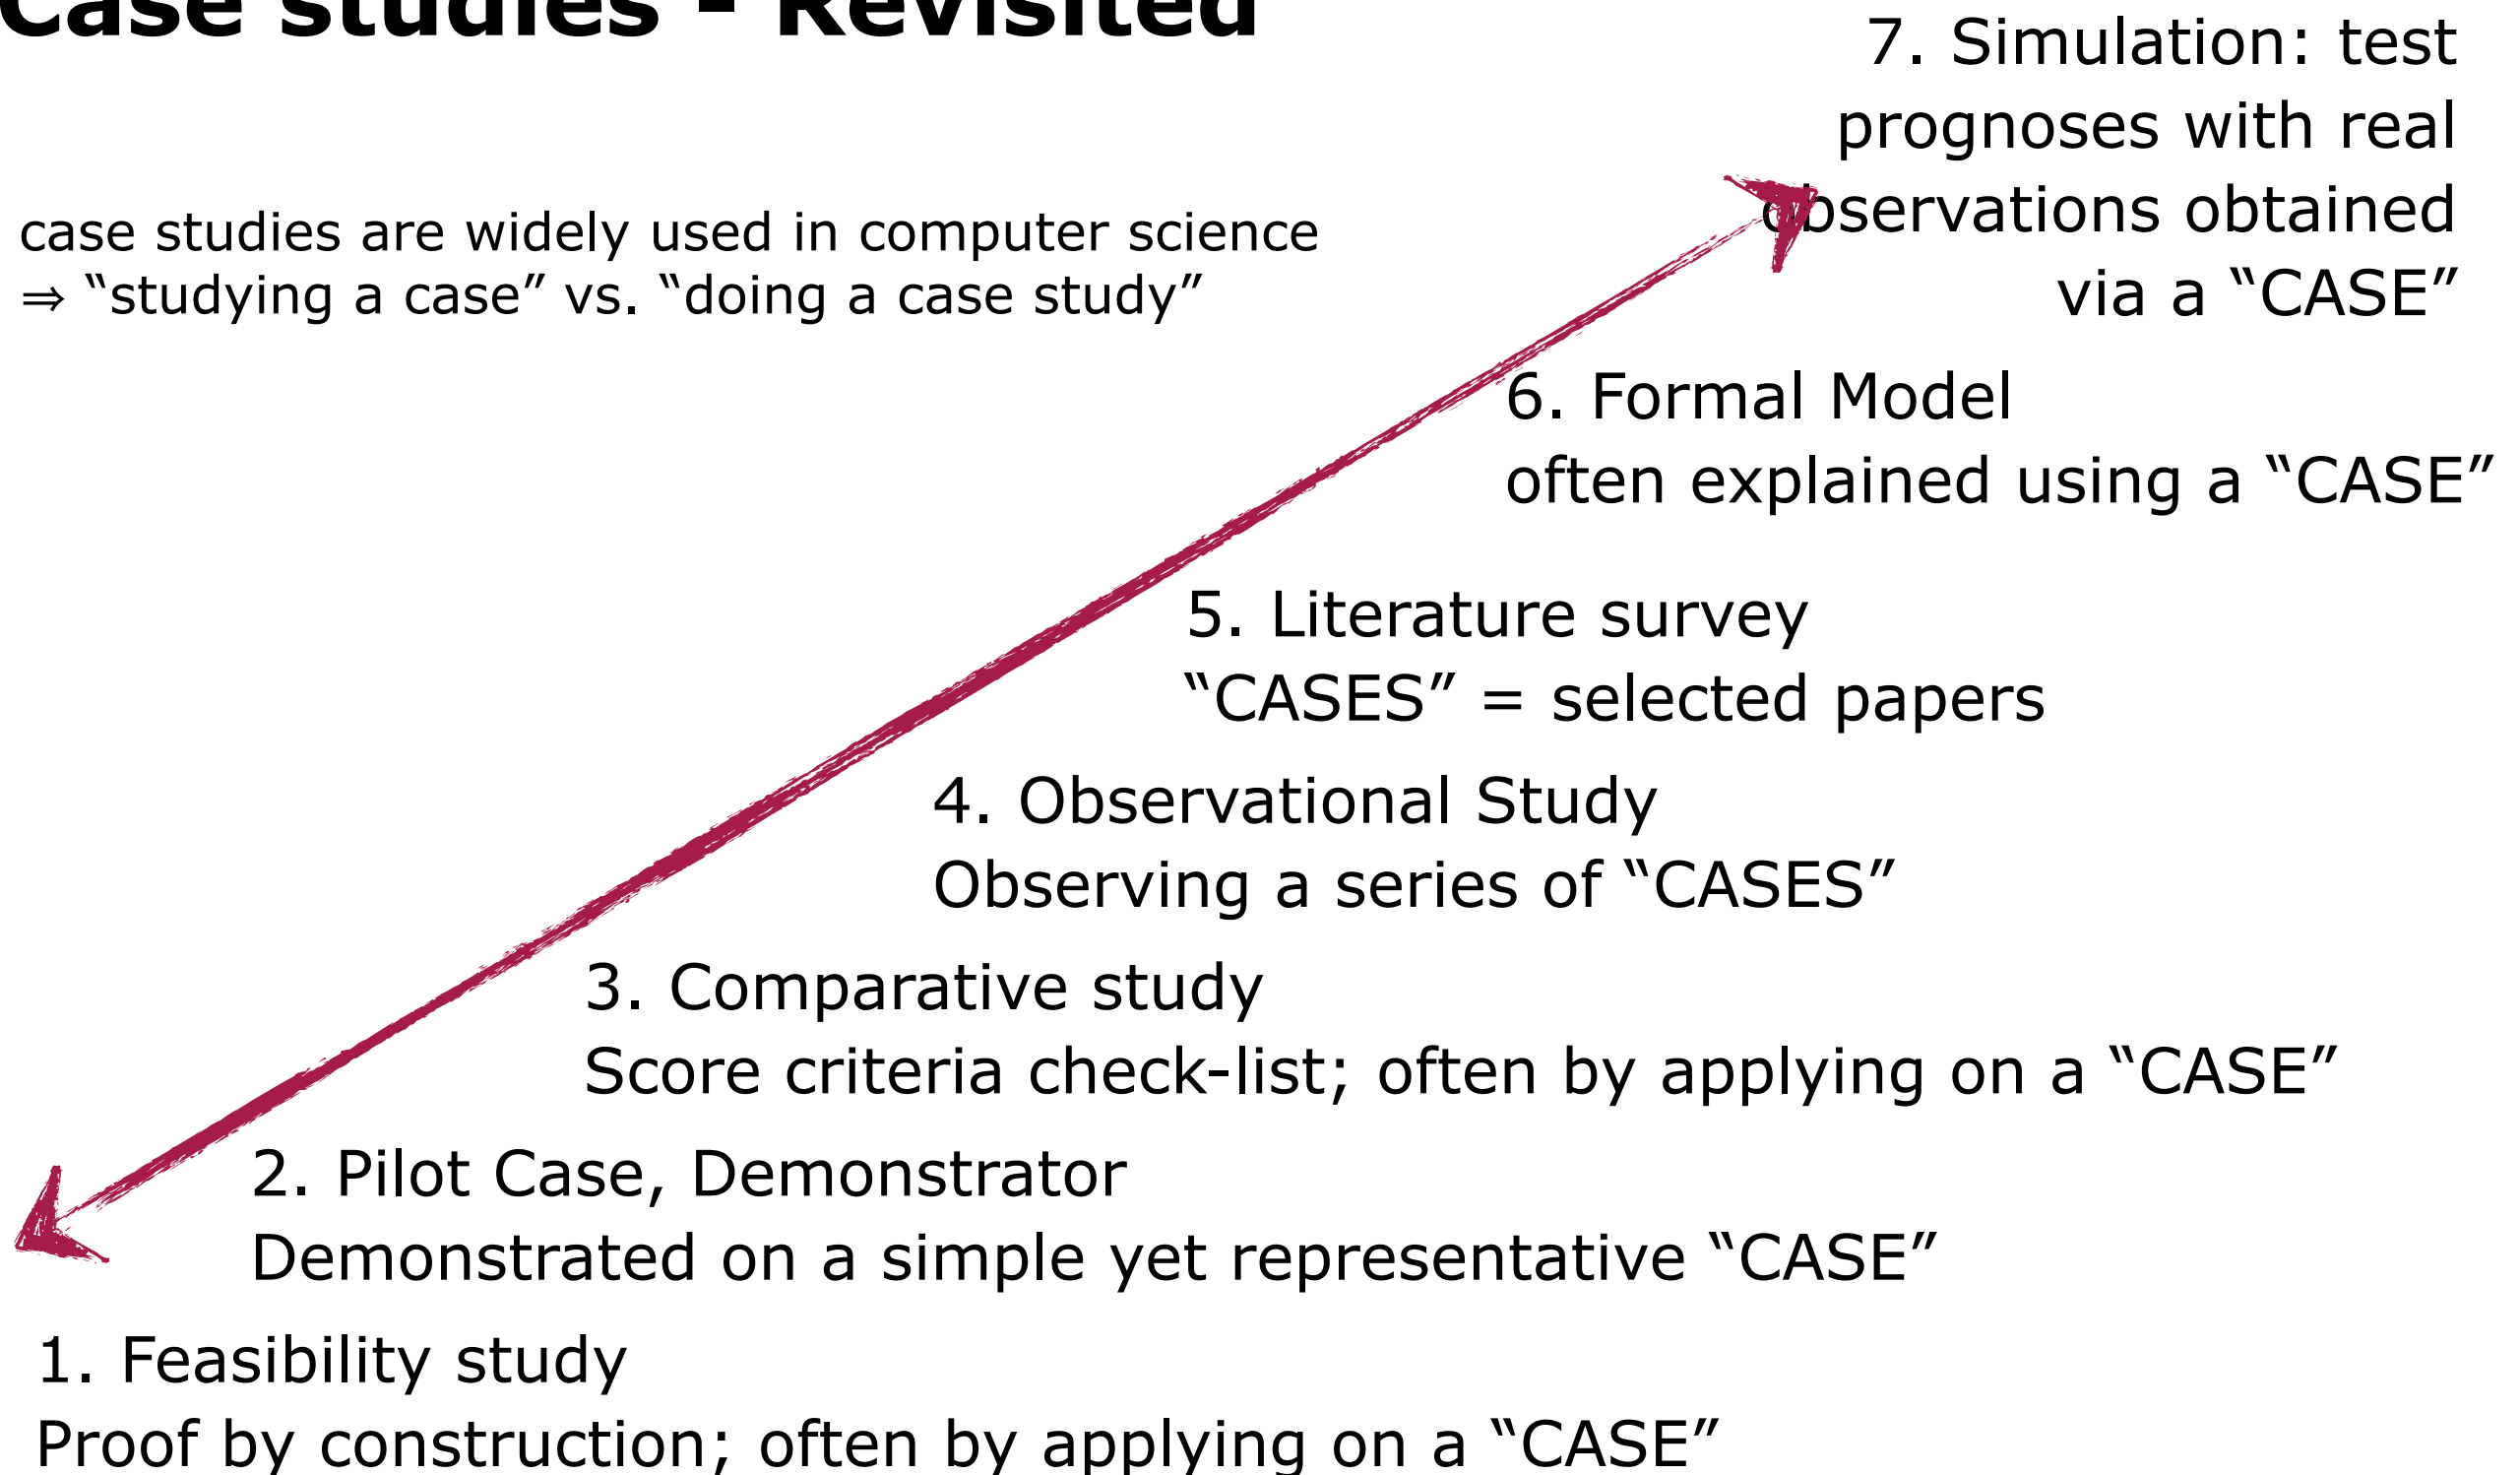 Case studies - Revisited
case studies are widely used in computer science
⇒ “studying a case” vs. “doing a case study”
7. Simulation: test
prognoses with real
observations obtained
via a “CASE”
6. Formal Model
often explained using a “CASE”
5. Literature survey
“CASES” = selected papers
4. Observational Study
Observing a series of “CASES”
3. Comparative study
Score criteria check-list; often by applying on a “CASE”
2. Pilot Case, Demonstrator
Demonstrated on a simple yet representative “CASE”
1. Feasibility study
Proof by construction; often by applying on a “CASE”